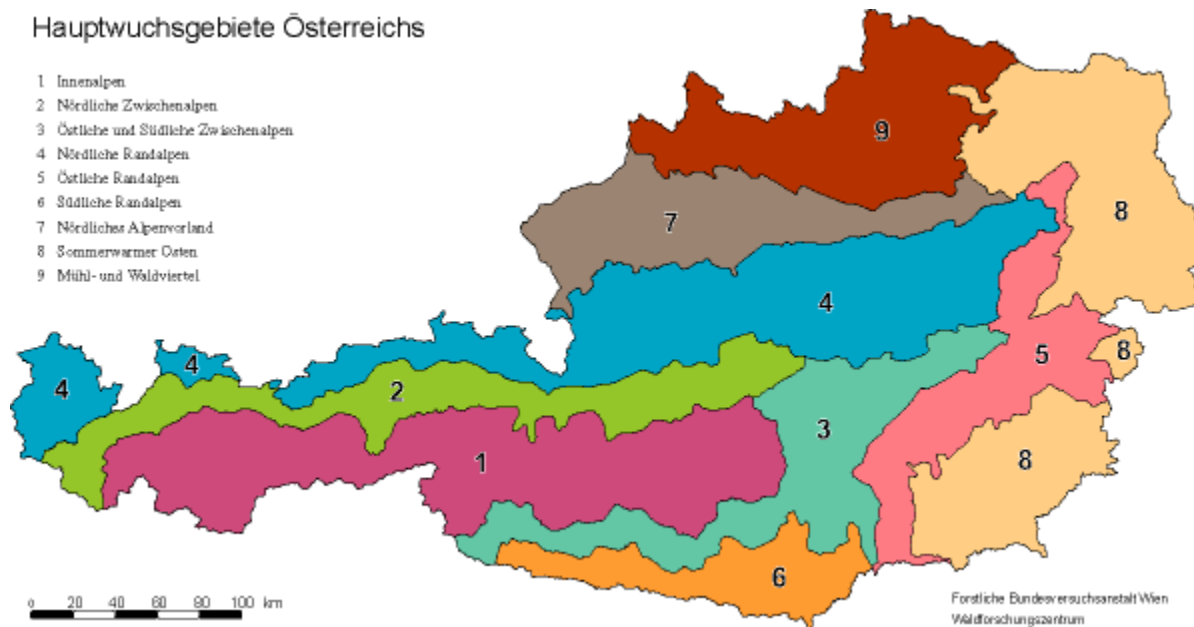 Hauptwuchsgebiete Österreichs
1 Innenalpen
2 Nördliche Zwischenalpen
3 Östliche und Südliche Zwischenalpen
4 Nördliche Randalpen
5 Östliche Randalpen
6 Südliche Randalpen
7 Nördliches Alpenvorland
8 Sommerwarmer Osten
9 Mühl- und Waldviertel
9
7
8
4
4
4
8
5
2
3
1
8
6
0 20 40 60 80 100 km
Forstliche Bundesversuchsanstalt Wien
Waldforschungszentrum